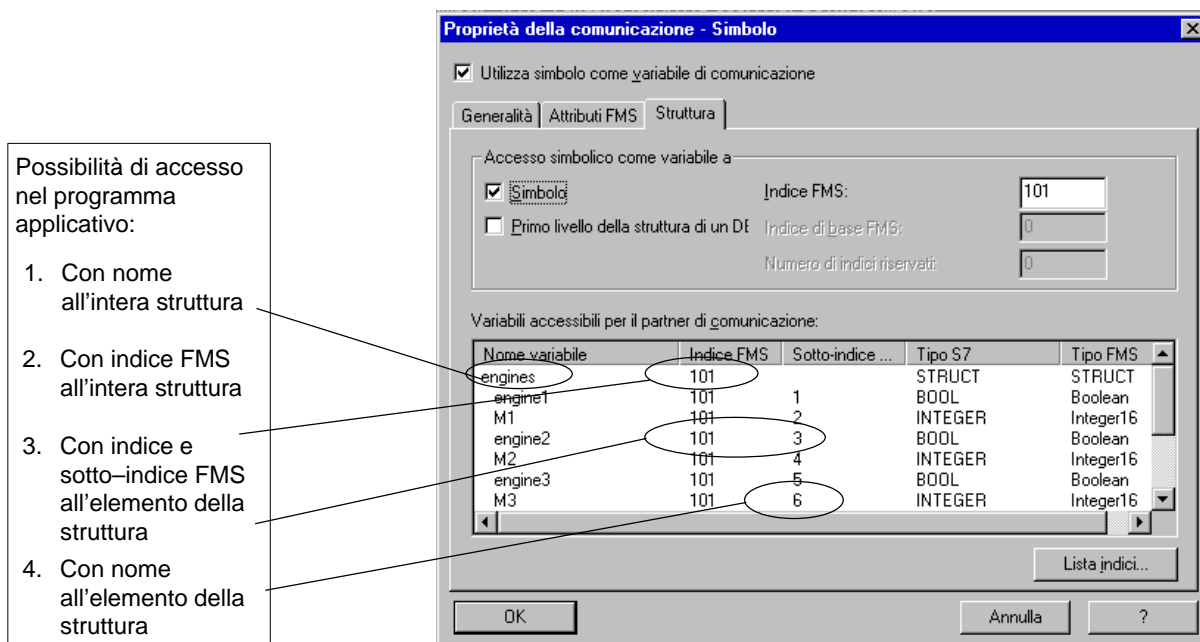 Proprietà della comunicazione - Simbolo
Utilizza simbolo come variabile di comunicazione
Generalità
Attributi FMS
Struttura
Accesso simbolico come variabile a
Simbolo
Indice FMS:
101
Primo livello della struttura di un DE
Indice di base FMS:
0
Numero di indici riservati:
0
Variabili accessibili per il partner di comunicazione:
Nome variabile Indice FMS Sotto-indice ... Tipo S7 Tipo FMS
engines 101 STRUCT STRUCT
engine1 101 1 BOOL Boolean
M1 101 2 INTEGER Integer16
engine2 101 3 BOOL Boolean
M2 101 4 INTEGER Integer16
engine3 101 5 BOOL Boolean
M3 101 6 INTEGER Integer16
Lista indici...
OK
Annulla
?
Possibilità di accesso
nel programma
applicativo:
1. Con nome
all'intera struttura
2. Con indice FMS
all'intera struttura
3. Con indice e
sotto–indice FMS
all'elemento della
struttura
4. Con nome
all'elemento della
struttura